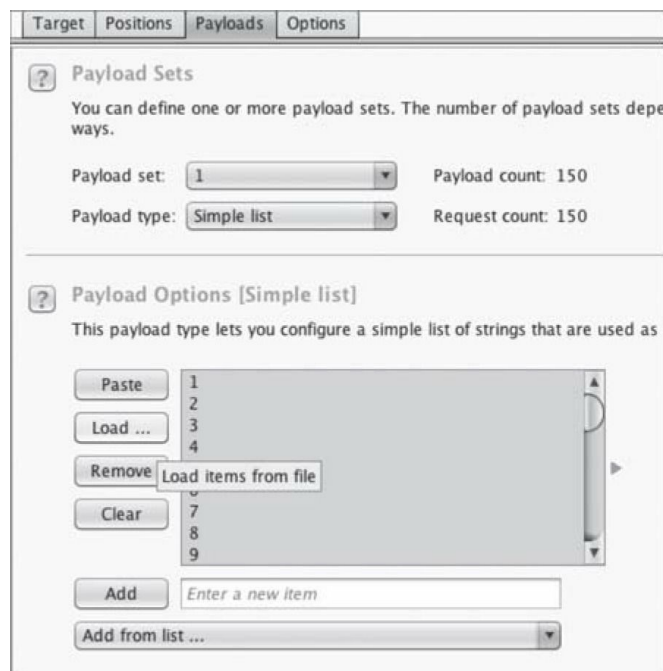 Target Positions Payloads Options
? Payload Sets
You can define one or more payload sets. The number of payload sets depe
ways.
Payload set: 1 Payload count: 150
Payload type: Simple list Request count: 150
? Payload Options [Simple list]
This payload type lets you configure a simple list of strings that are used as
Paste
Load ...
Remove
Clear
1
2
3
4
Load items from file
7
8
9
Add Enter a new item
Add from list ...